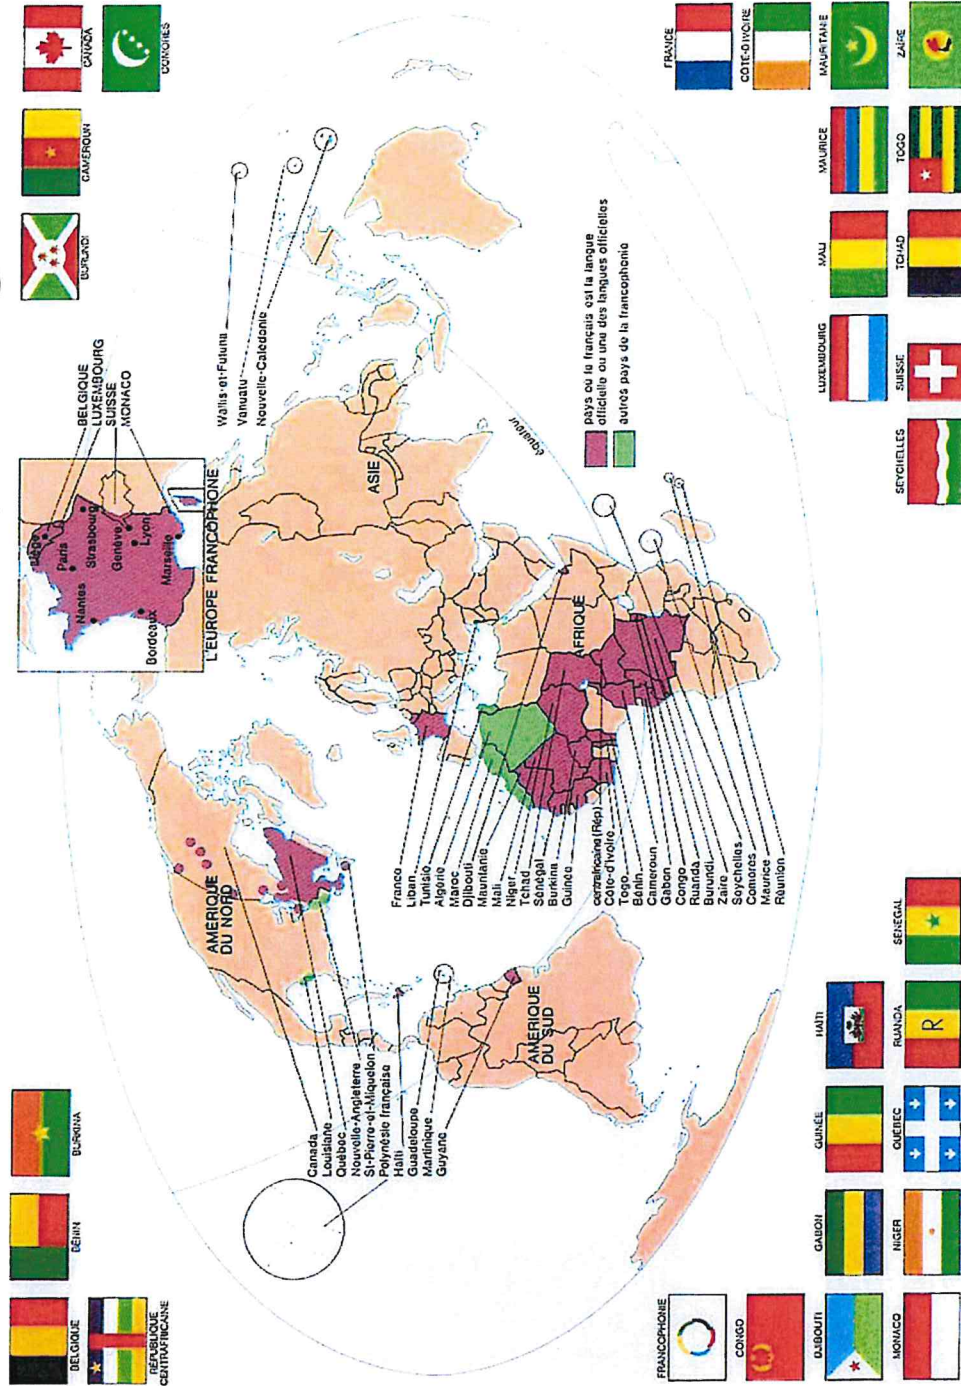 BELGIQUE
BÉNIN
BURKINA
BURUNDI
CAMEROUN
CANADA
RÉPUBLIQUE
CENTRAFRICAINE
COMORES
Liège
Paris
Nantes
Strasbourg
Genève
Lyon
Bordeaux
Marseille
BELGIQUE
LUXEMBOURG
SUISSE
MONACO
L'EUROPE FRANCOPHONE
AMÉRIQUE
DU NORD
Wallis-et-Futuna
Vanuatu
Nouvelle-Calédonie
ASIE
Canada
Louisiane
Québec
Nouvelle-Angleterre
St-Pierre-et-Miquelon
Polynésie française
Haïti
Guadeloupe
Martinique
Guyane
France
Liban
Tunisie
Algérie
Maroc
Djibouti
Mauritanie
Mali
Niger
Tchad
Sénégal
Burkina
Guinée
centrafricaine (Rép)
Côte-d'Ivoire
Togo
Bénin
Cameroun
Gabon
Congo
Ruanda
Burundi
Zaïre
Seychelles
Comores
Maurice
Réunion
équateur
AFRIQUE
AMÉRIQUE
DU SUD
pays où le français est la langue
officielle ou une des langues officielles
autres pays de la francophonie
FRANCOPHONIE
FRANCE
CONGO
CÔTE-D'IVOIRE
DJIBOUTI
GABON
GUINÉE
HAÏTI
LUXEMBOURG
MALI
MAURICE
MAURITANIE
MONACO
NIGER
QUÉBEC
RUANDA
R
SÉNÉGAL
SEYCHELLES
SUISSE
TCHAD
TOGO
ZAÏRE